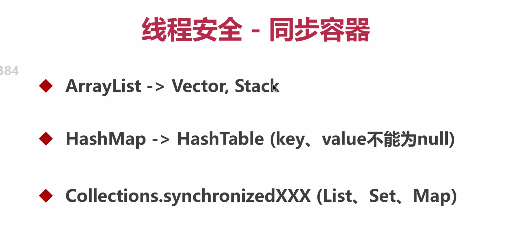 线程安全 - 同步容器
384
ArrayList -> Vector, Stack
HashMap -> HashTable (key、value不能为null)
Collections.synchronizedXXX (List、Set、Map)